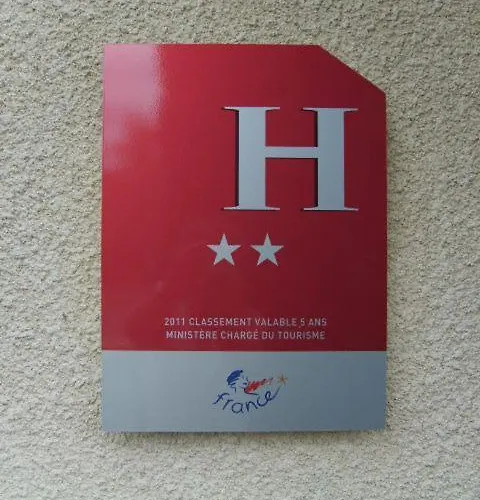 H
2011 CLASSEMENT VALABLE 5 ANS
MINISTÈRE CHARGÉ DU TOURISME
france